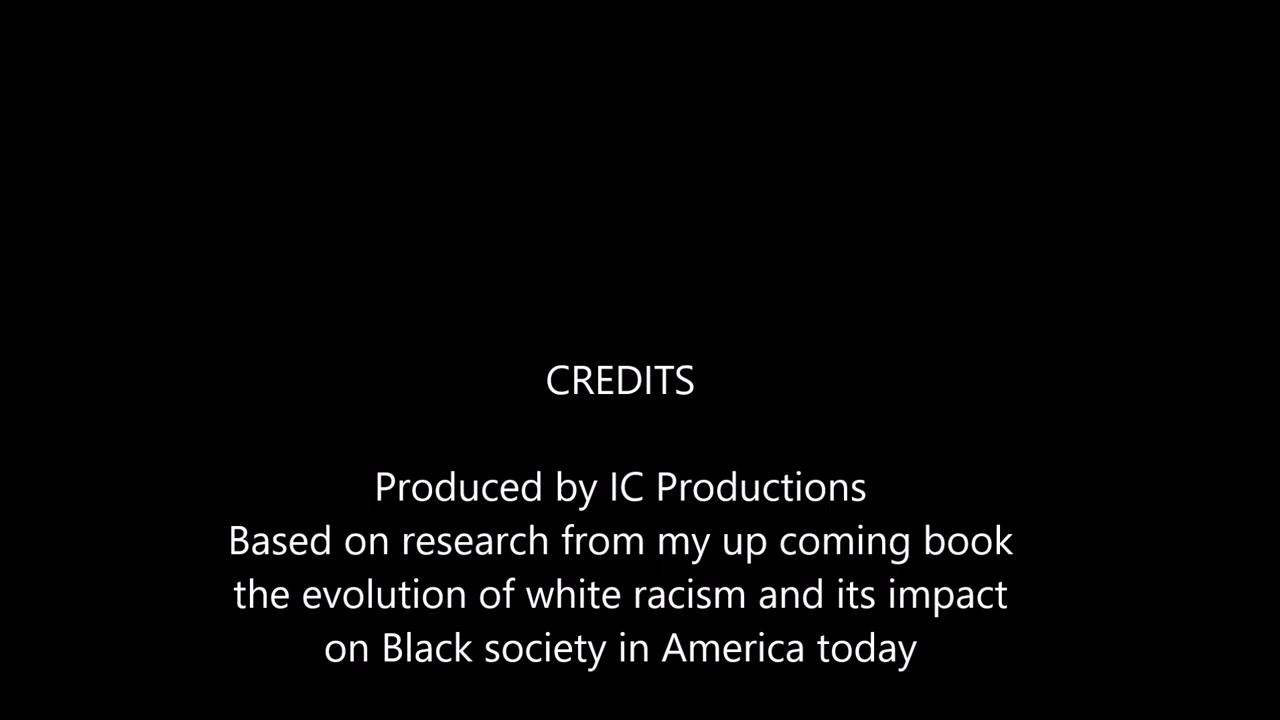 CREDITS
Produced by IC Productions
Based on research from my up coming book
the evolution of white racism and its impact
on Black society in America today